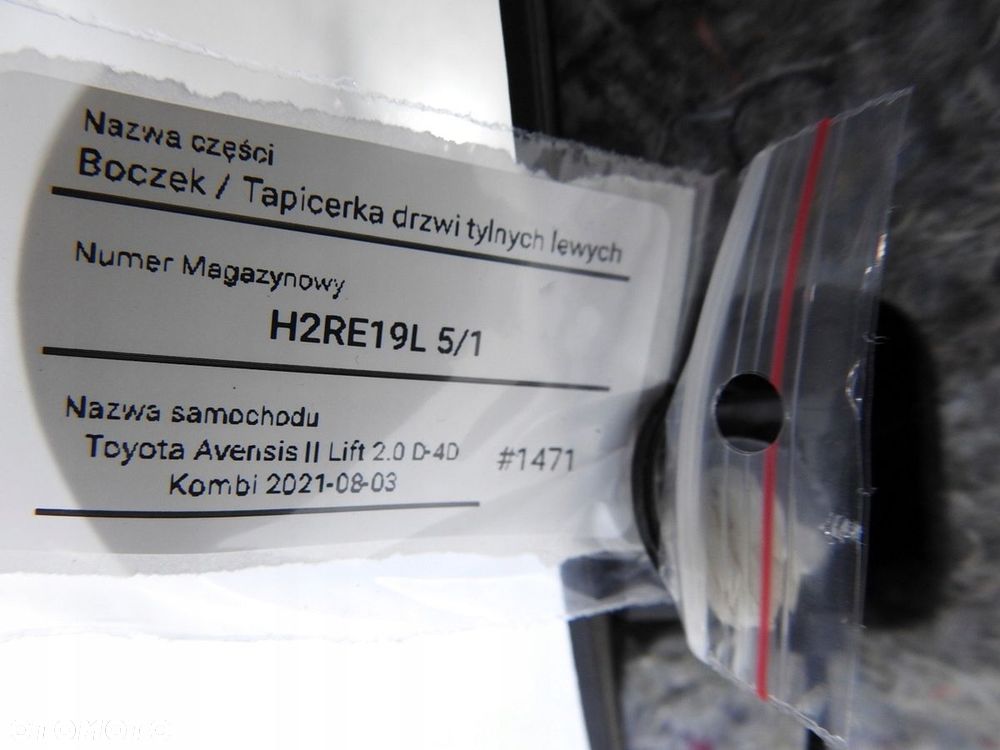 Nazwa części
Boczek / Tapicerka drzwi tylnych lewych
Numer Magazynowy
H2RE19L 5/1
Nazwa samochodu
Toyota Avensis II Lift 2.0 D-4D
Kombi 2021-08-03
#1471
OTOMOTO